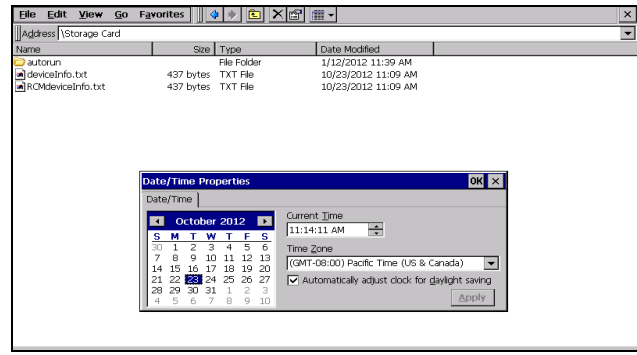 File Edit View Go Favorites
Address \Storage Card
Name Size Type Date Modified
autorun File Folder 1/12/2012 11:39 AM
deviceInfo.txt 437 bytes TXT File 10/23/2012 11:09 AM
RCMdeviceInfo.txt 437 bytes TXT File 10/23/2012 11:09 AM
Date/Time Properties OK
Date/Time
October 2012
S M T W T F S
30 1 2 3 4 5 6
7 8 9 10 11 12 13
14 15 16 17 18 19 20
21 22 23 24 25 26 27
28 29 30 31 1 2 3
4 5 6 7 8 9 10
Current Time
11:14:11 AM
Time Zone
(GMT-08:00) Pacific Time (US & Canada)
Automatically adjust clock for daylight saving
Apply